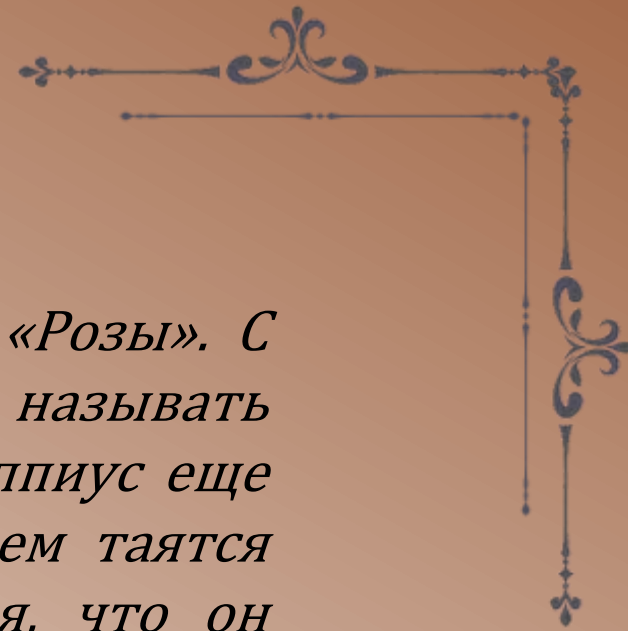 «Розы». С
называть
ппиус еще
ем таятся
я, что он